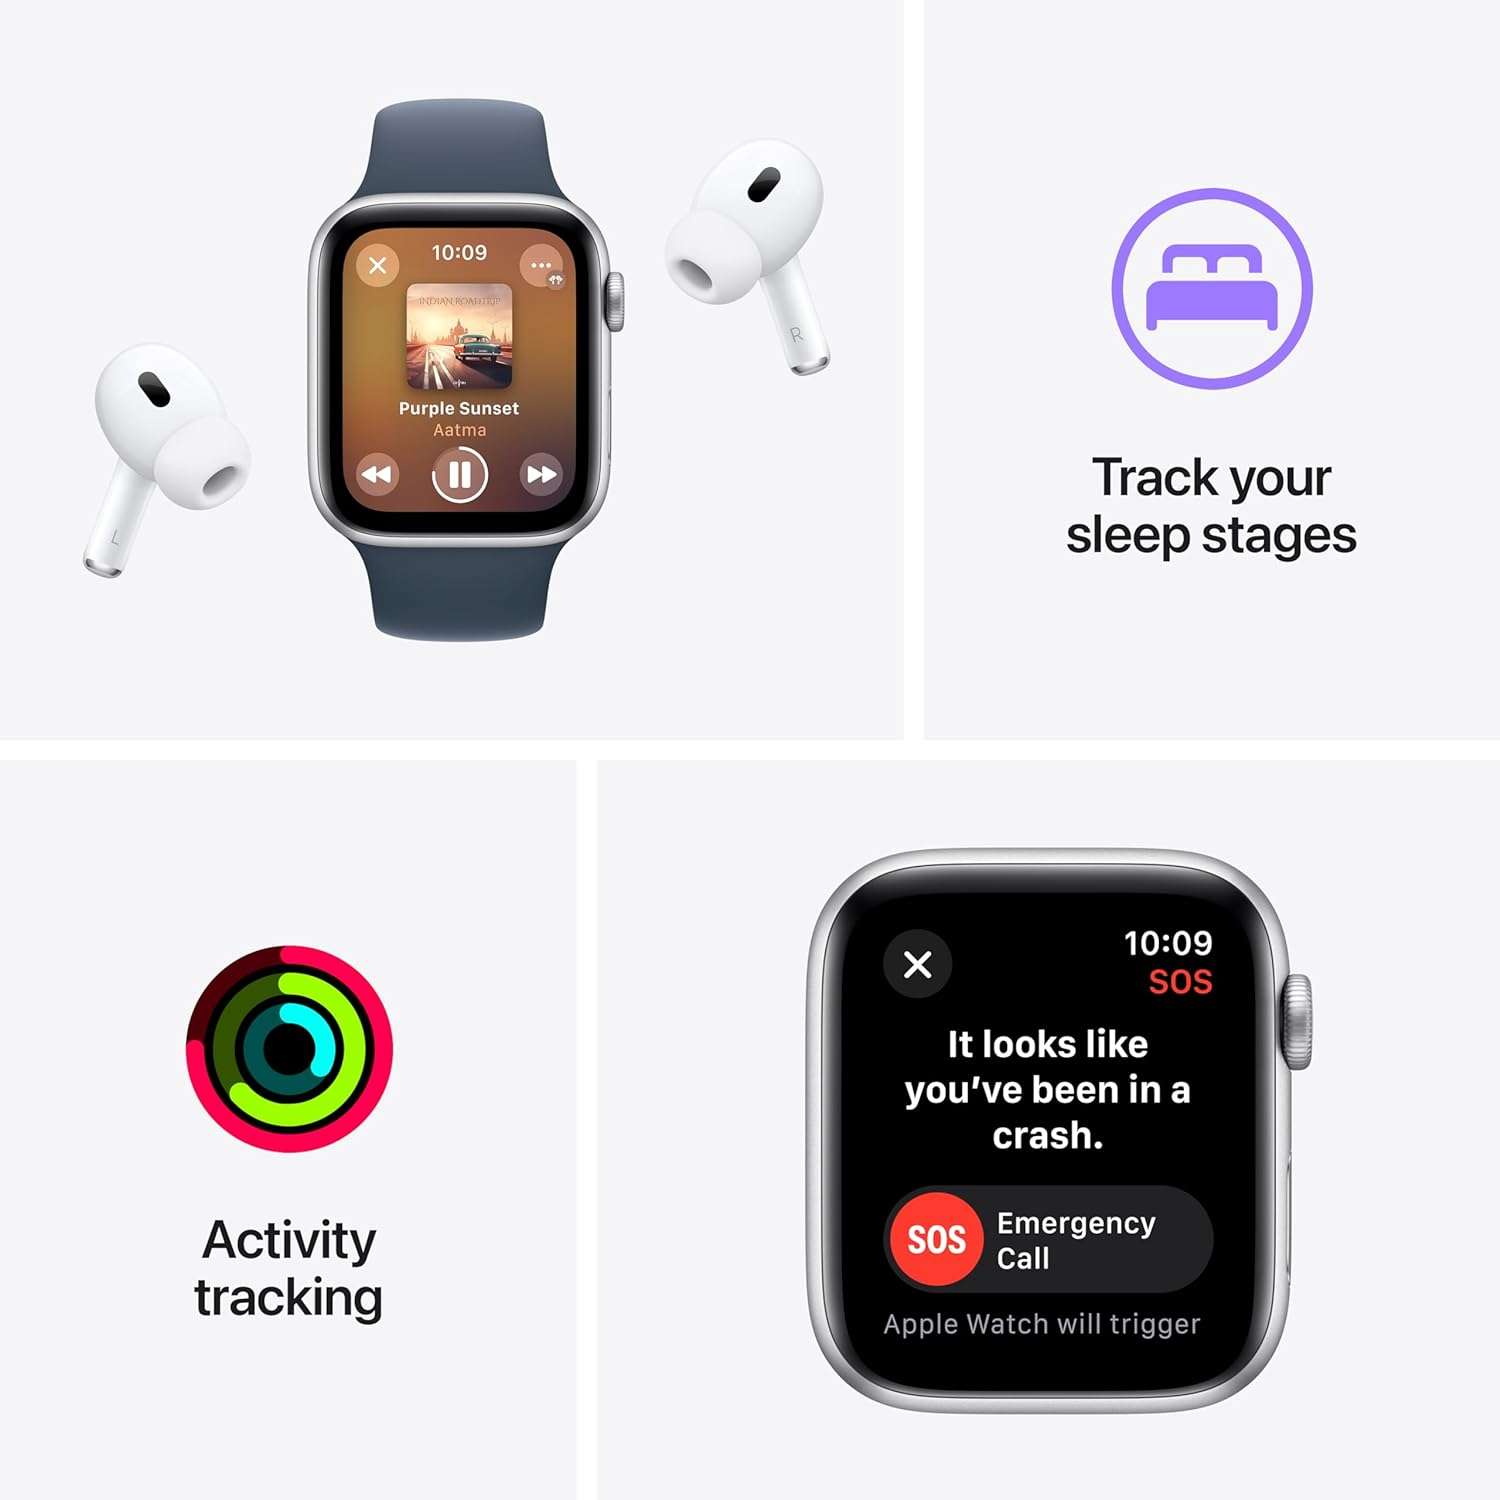 10:09
INDIAN ROADTRIP
Purple Sunset
Aatma
R
L
Track your
sleep stages
Activity
tracking
10:09
SOS
It looks like
you’ve been in a
crash.
SOS
Emergency
Call
Apple Watch will trigger